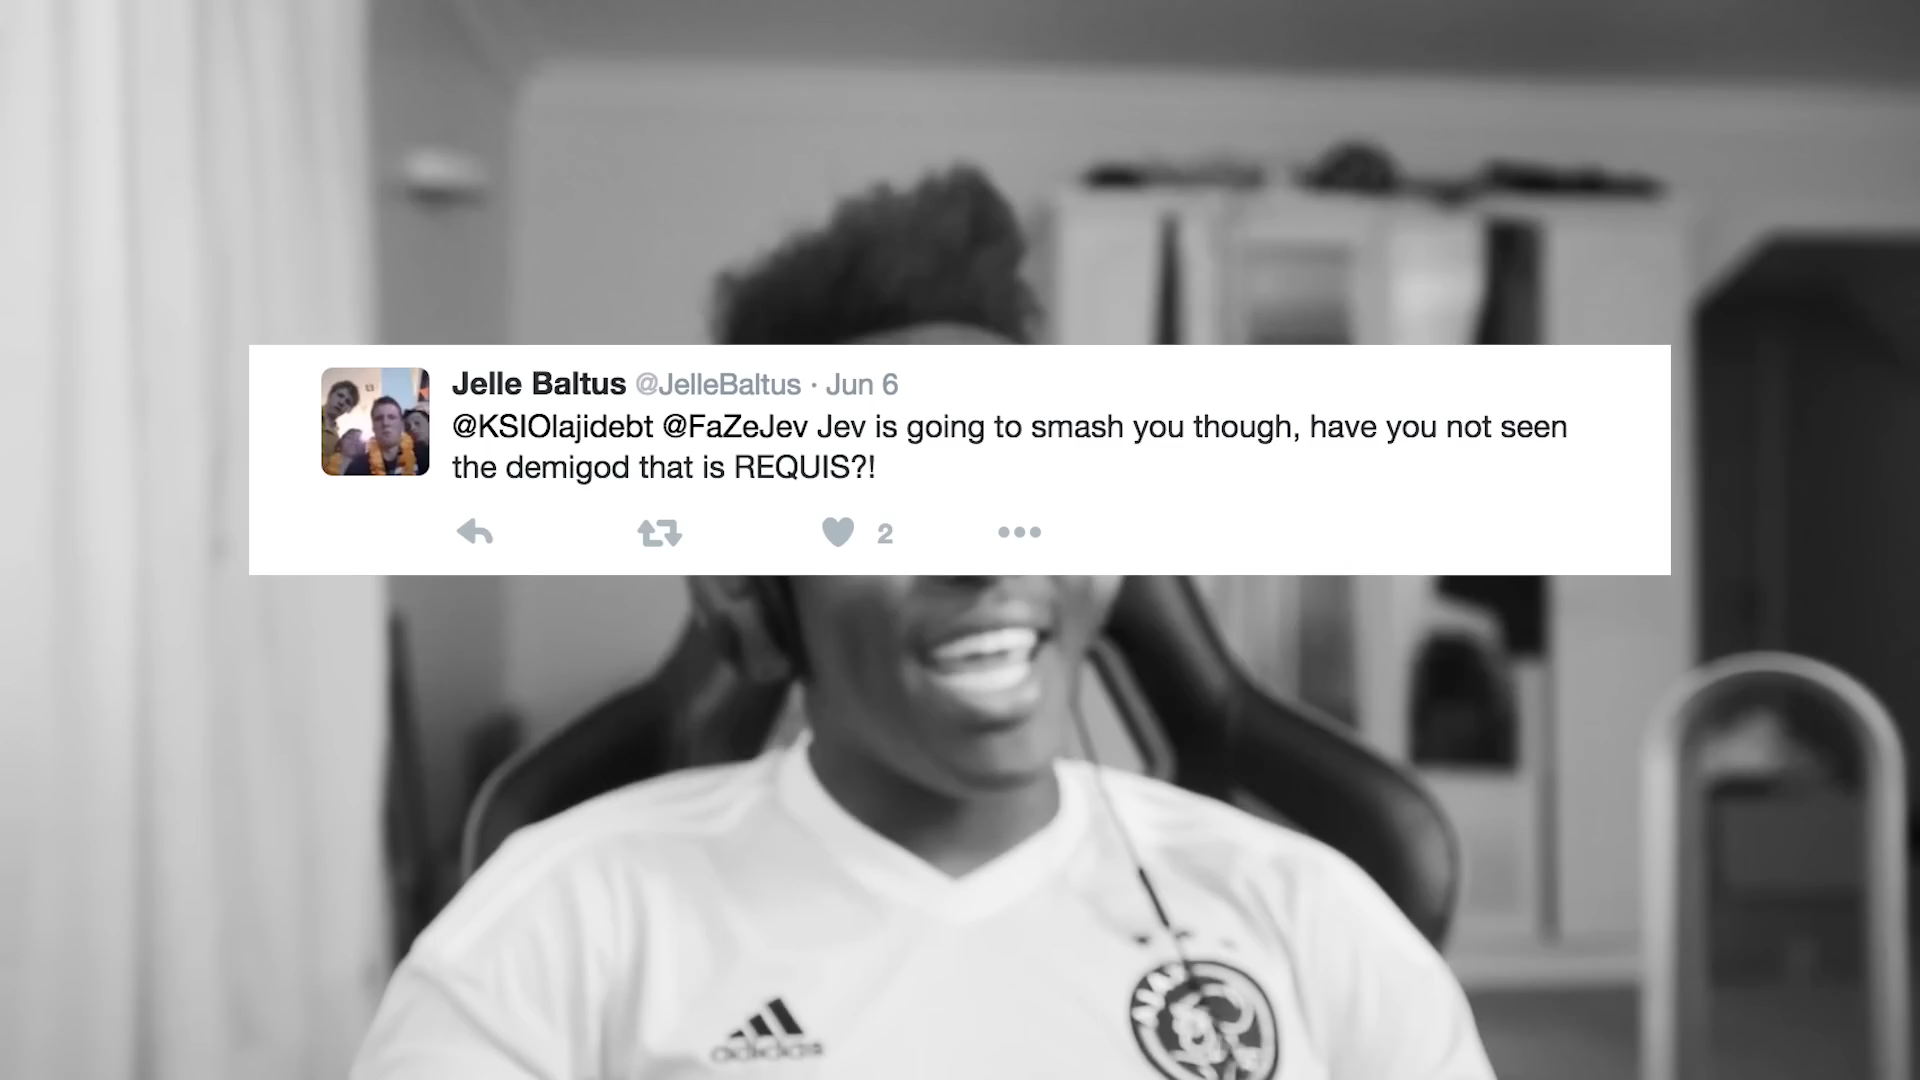 Jelle Baltus @JelleBaltus · Jun 6
@KSIOlajidebt @FaZeJev Jev is going to smash you though, have you not seen
the demigod that is REQUIS?!
2
adidas
AJAX